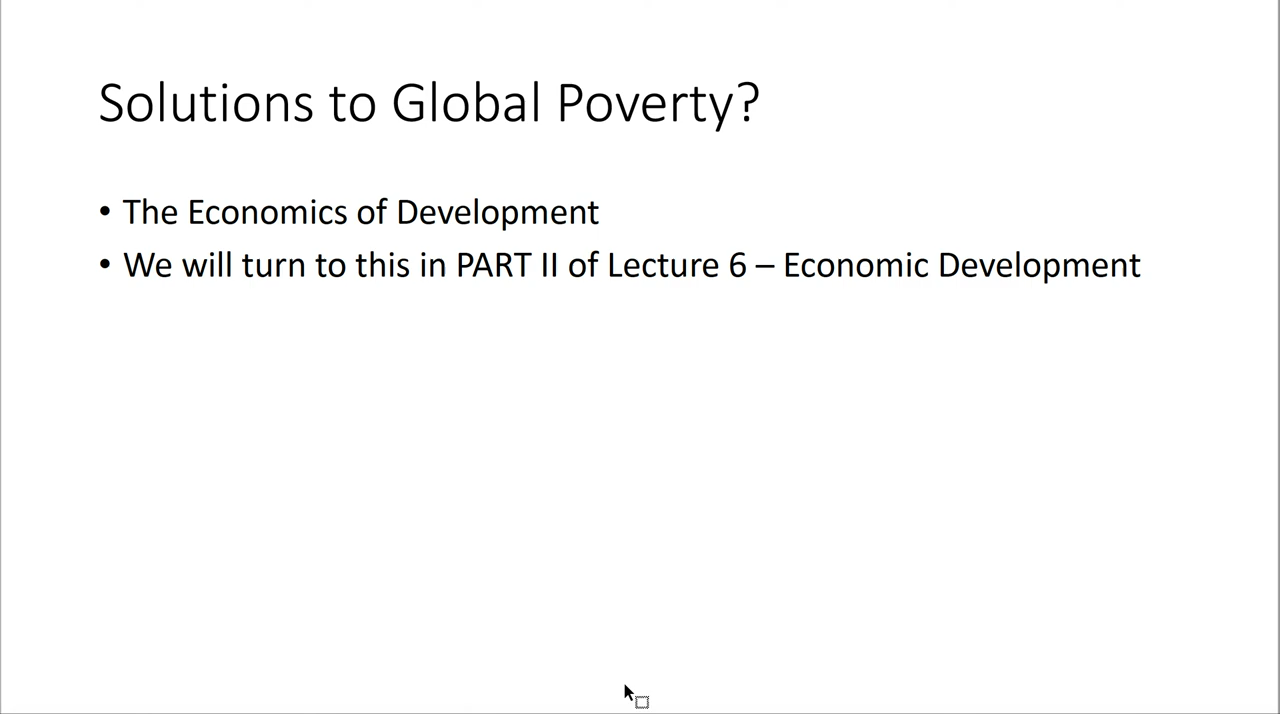 Solutions to Global Poverty?
• The Economics of Development
• We will turn to this in PART II of Lecture 6 – Economic Development